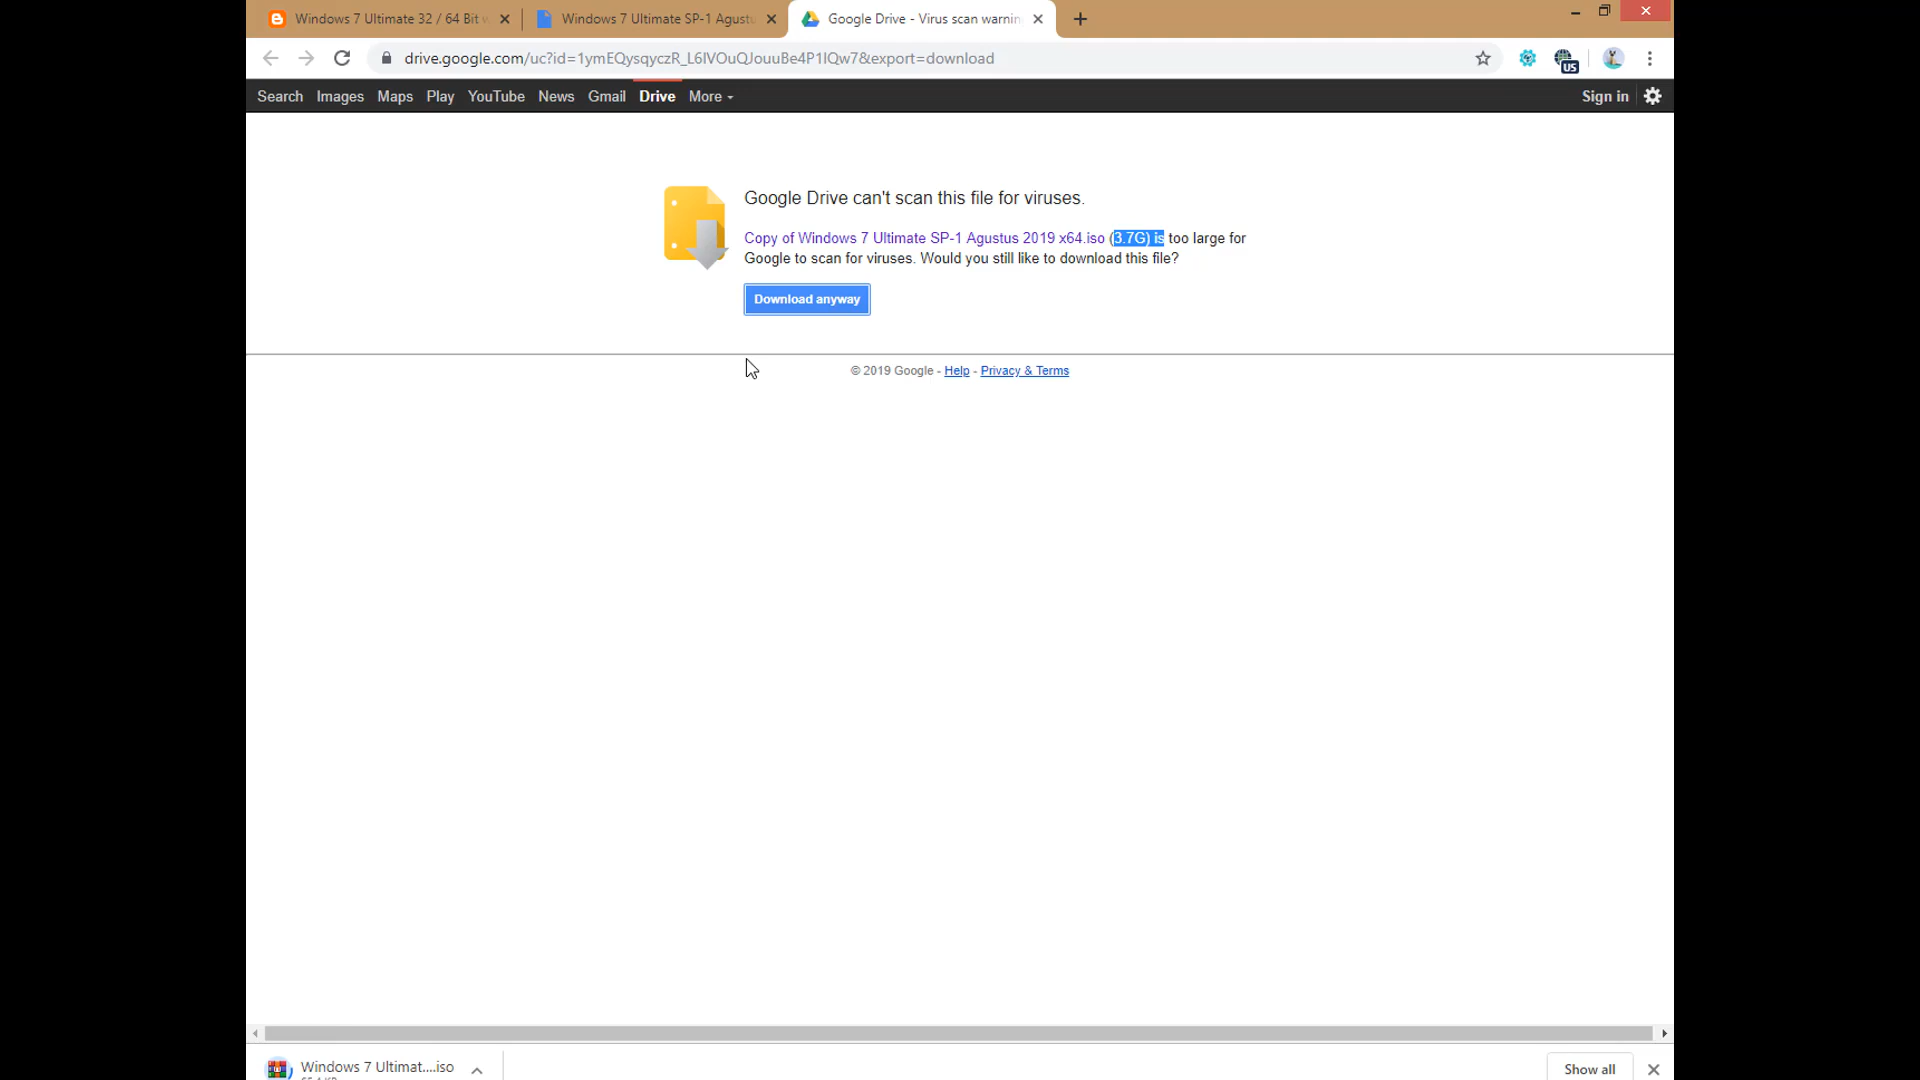 Windows 7 Ultimate 32 / 64 Bit w
Windows 7 Ultimate SP-1 Agustu
Google Drive - Virus scan warnin
drive.google.com/uc?id=1ymEQysqyczR_L6IVOuQJouuBe4P1IQw7&export=download
US
Search Images Maps Play YouTube News Gmail Drive More
Sign in
Google Drive can't scan this file for viruses.
Copy of Windows 7 Ultimate SP-1 Agustus 2019 x64.iso (3.7G) is too large for
Google to scan for viruses. Would you still like to download this file?
Download anyway
© 2019 Google - Help - Privacy & Terms
Windows 7 Ultimat....iso
Show all